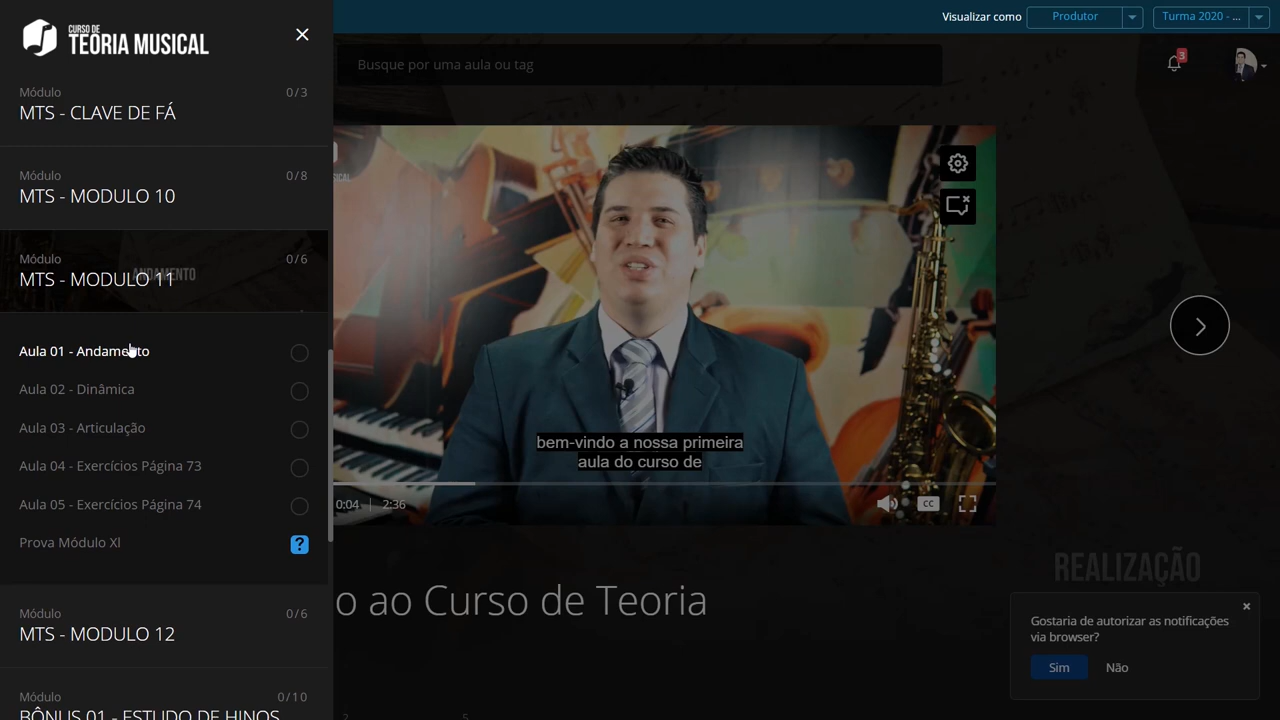 Visualizar como
Produtor
Turma 2020 - ...
CURSO DE
TEORIA MUSICAL
Busque por uma aula ou tag
3
Módulo 0/3
MTS - CLAVE DE FÁ
Módulo 0/8
MTS - MODULO 10
Módulo 0/6
MTS - MODULO 11
ANDAMENTO
Aula 01 - Andamento
Aula 02 - Dinâmica
Aula 03 - Articulação
Aula 04 - Exercícios Página 73
Aula 05 - Exercícios Página 74
Prova Módulo XI ?
Módulo 0/6
MTS - MODULO 12
Módulo 0/10
BÔNUS 01 - ESTUDO DE HINOS
bem-vindo a nossa primeira
aula do curso de
0:04 | 2:36
CC
o ao Curso de Teoria
REALIZAÇÃO
Gostaria de autorizar as notificações
via browser?
Sim Não
2 5